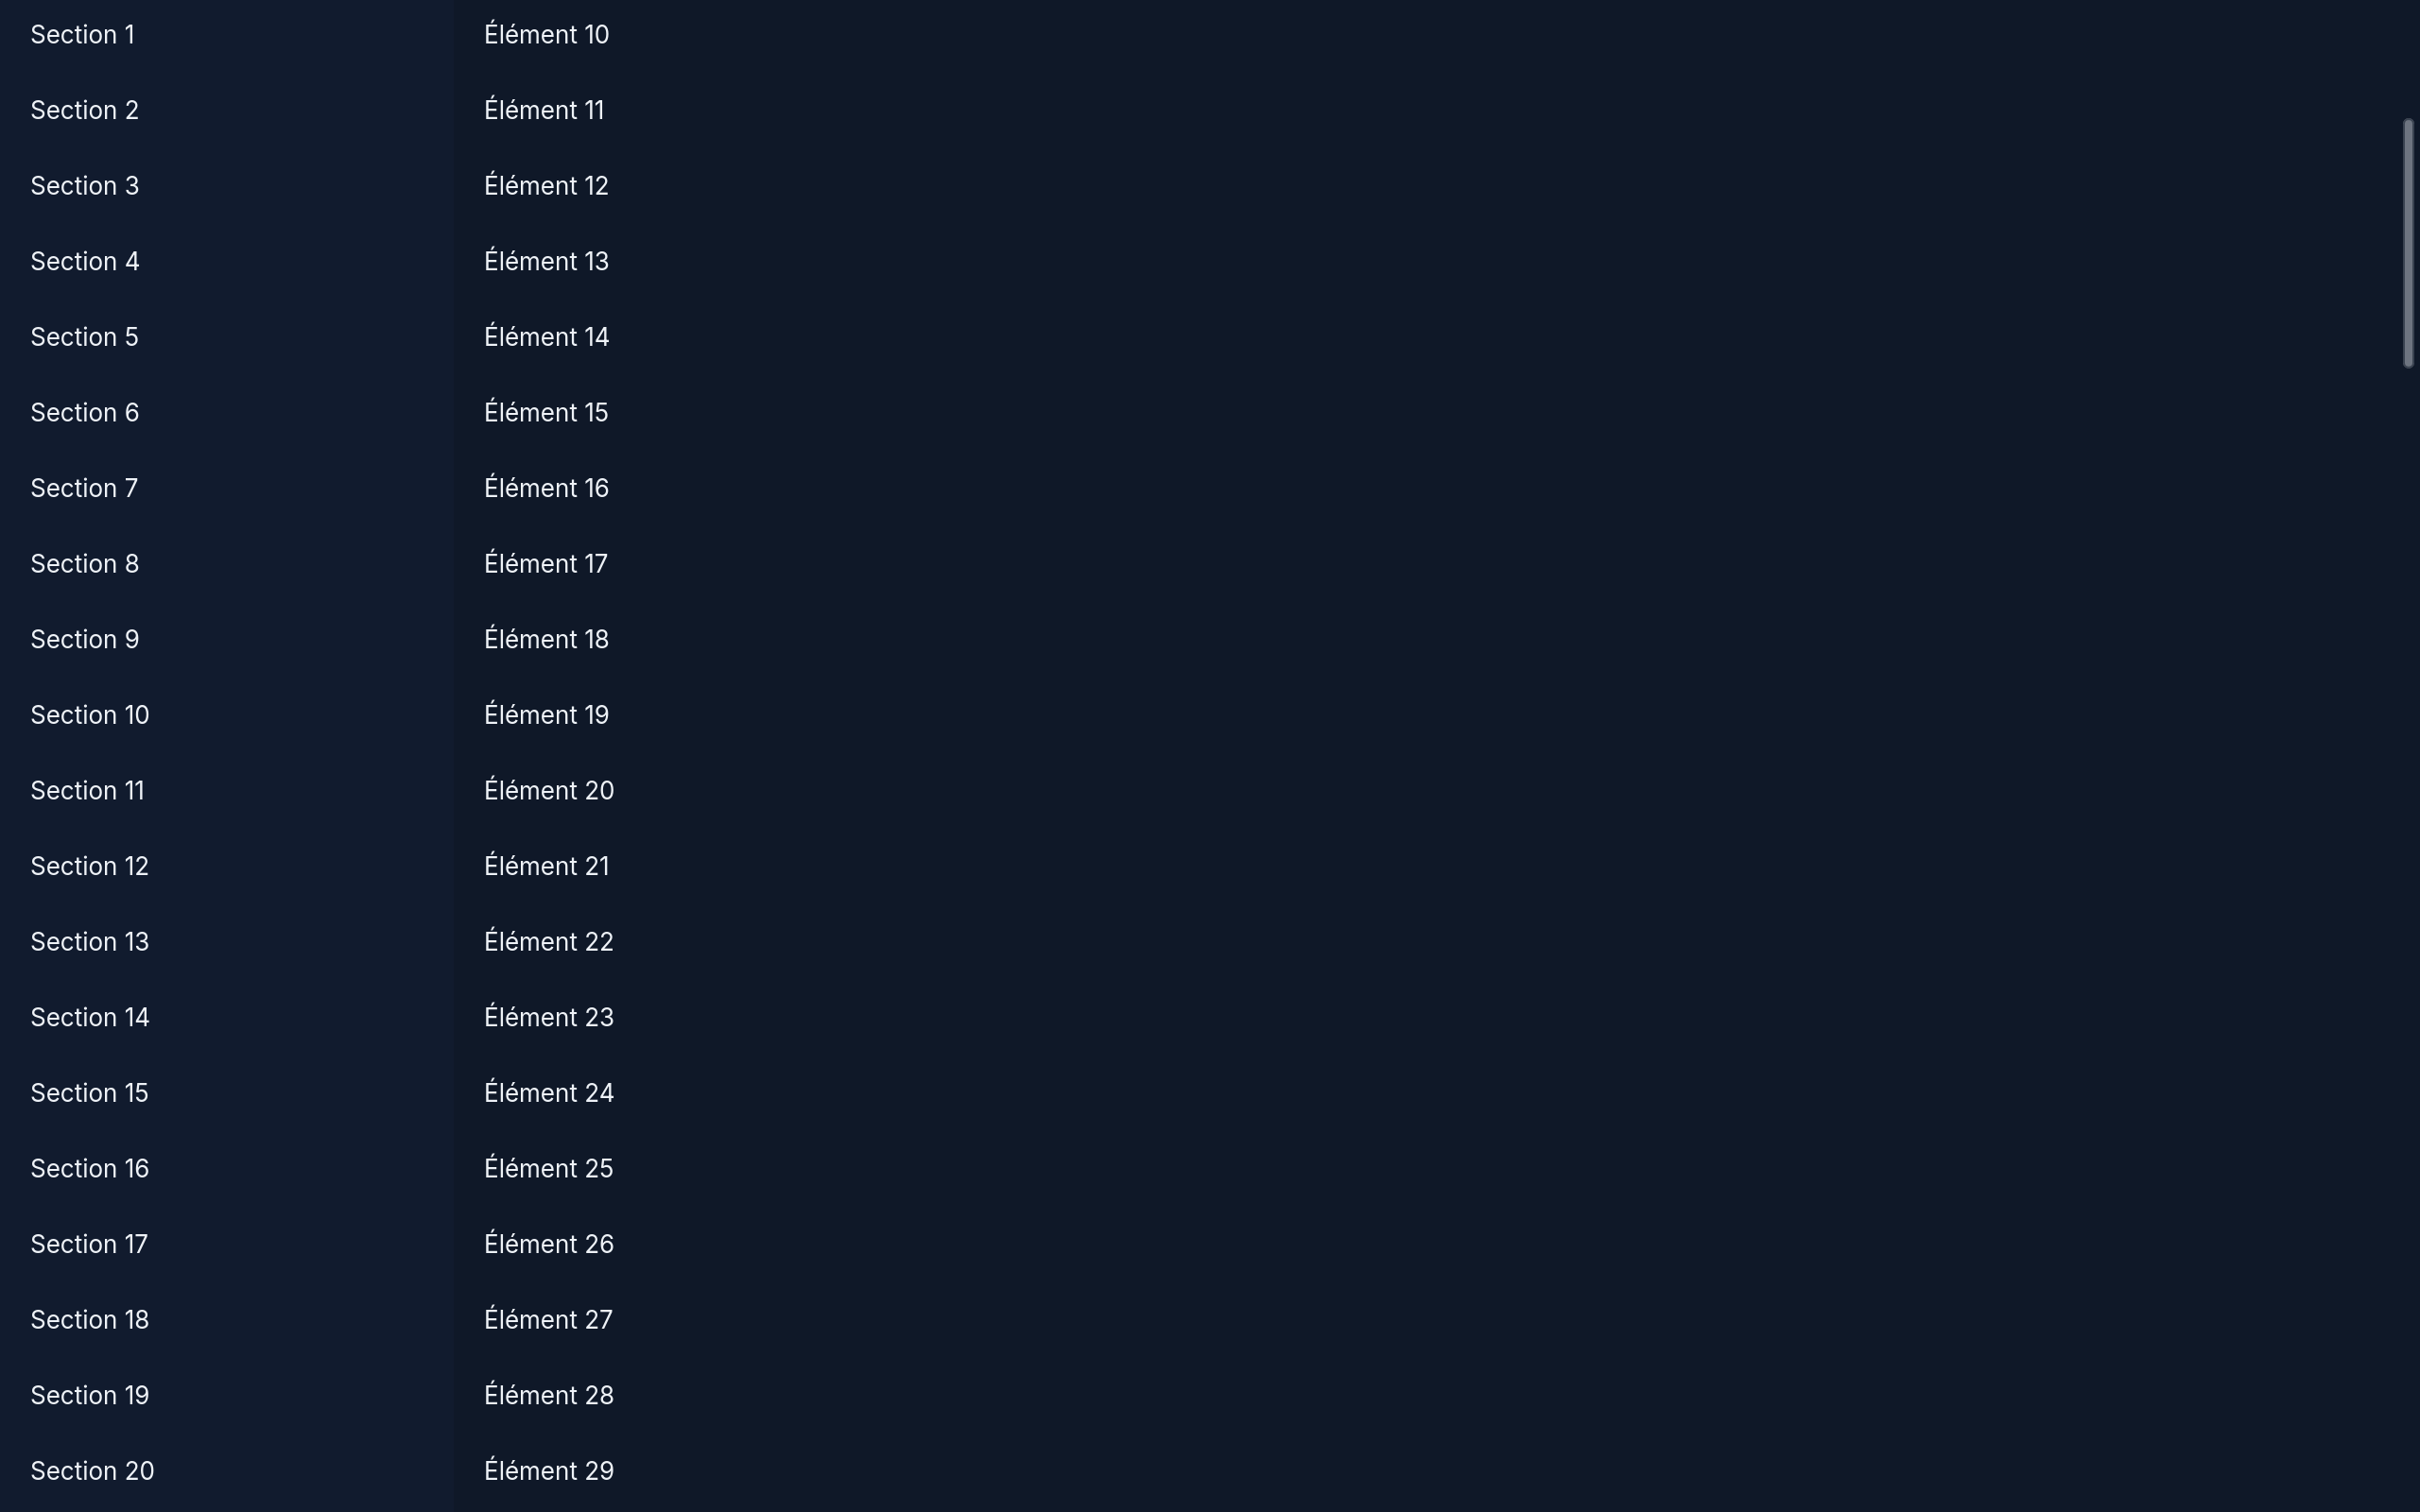 Section 1
Section 2
Section 3
Section 4
Section 5
Section 6
Section 7
Section 8
Section 9
Section 10
Section 11
Section 12
Section 13
Section 14
Section 15
Section 16
Section 17
Section 18
Section 19
Section 20
Élément 10
Élément 11
Élément 12
Élément 13
Élément 14
Élément 15
Élément 16
Élément 17
Élément 18
Élément 19
Élément 20
Élément 21
Élément 22
Élément 23
Élément 24
Élément 25
Élément 26
Élément 27
Élément 28
Élément 29